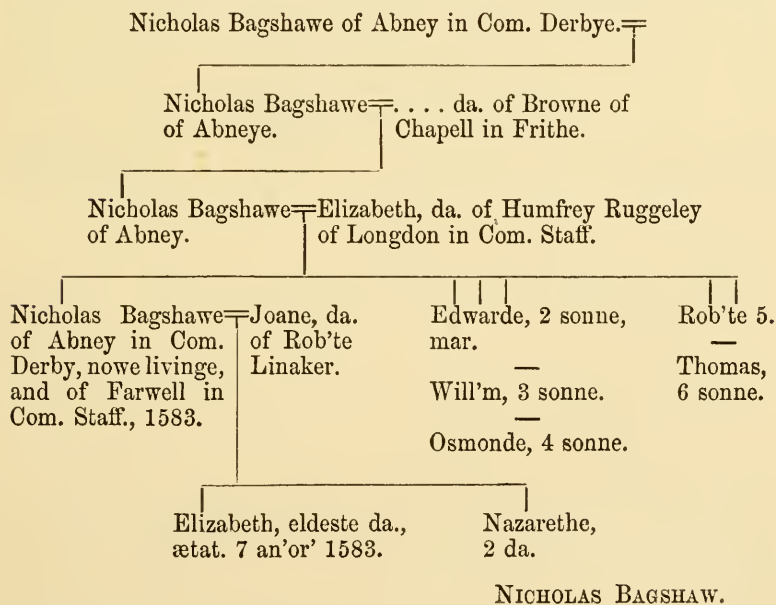 Nicholas Bagshawe of Abney in Com. Derbye.
Nicholas Bagshawe
of Abneye.
. . . . da. of Browne of
Chapell in Frithe.
Nicholas Bagshawe
of Abney.
Elizabeth, da. of Humfrey Ruggeley
of Longdon in Com. Staff.
Nicholas Bagshawe
of Abney in Com.
Derby, nowe livinge,
and of Farwell in
Com. Staff., 1583.
Joane, da.
of Rob'te
Linaker.
Edwarde, 2 sonne,
mar.
—
Will'm, 3 sonne.
—
Osmonde, 4 sonne.
Rob'te 5.
—
Thomas,
6 sonne.
Elizabeth, eldeste da.,
ætat. 7 an'or' 1583.
Nazarethe,
2 da.
NICHOLAS BAGSHAW.